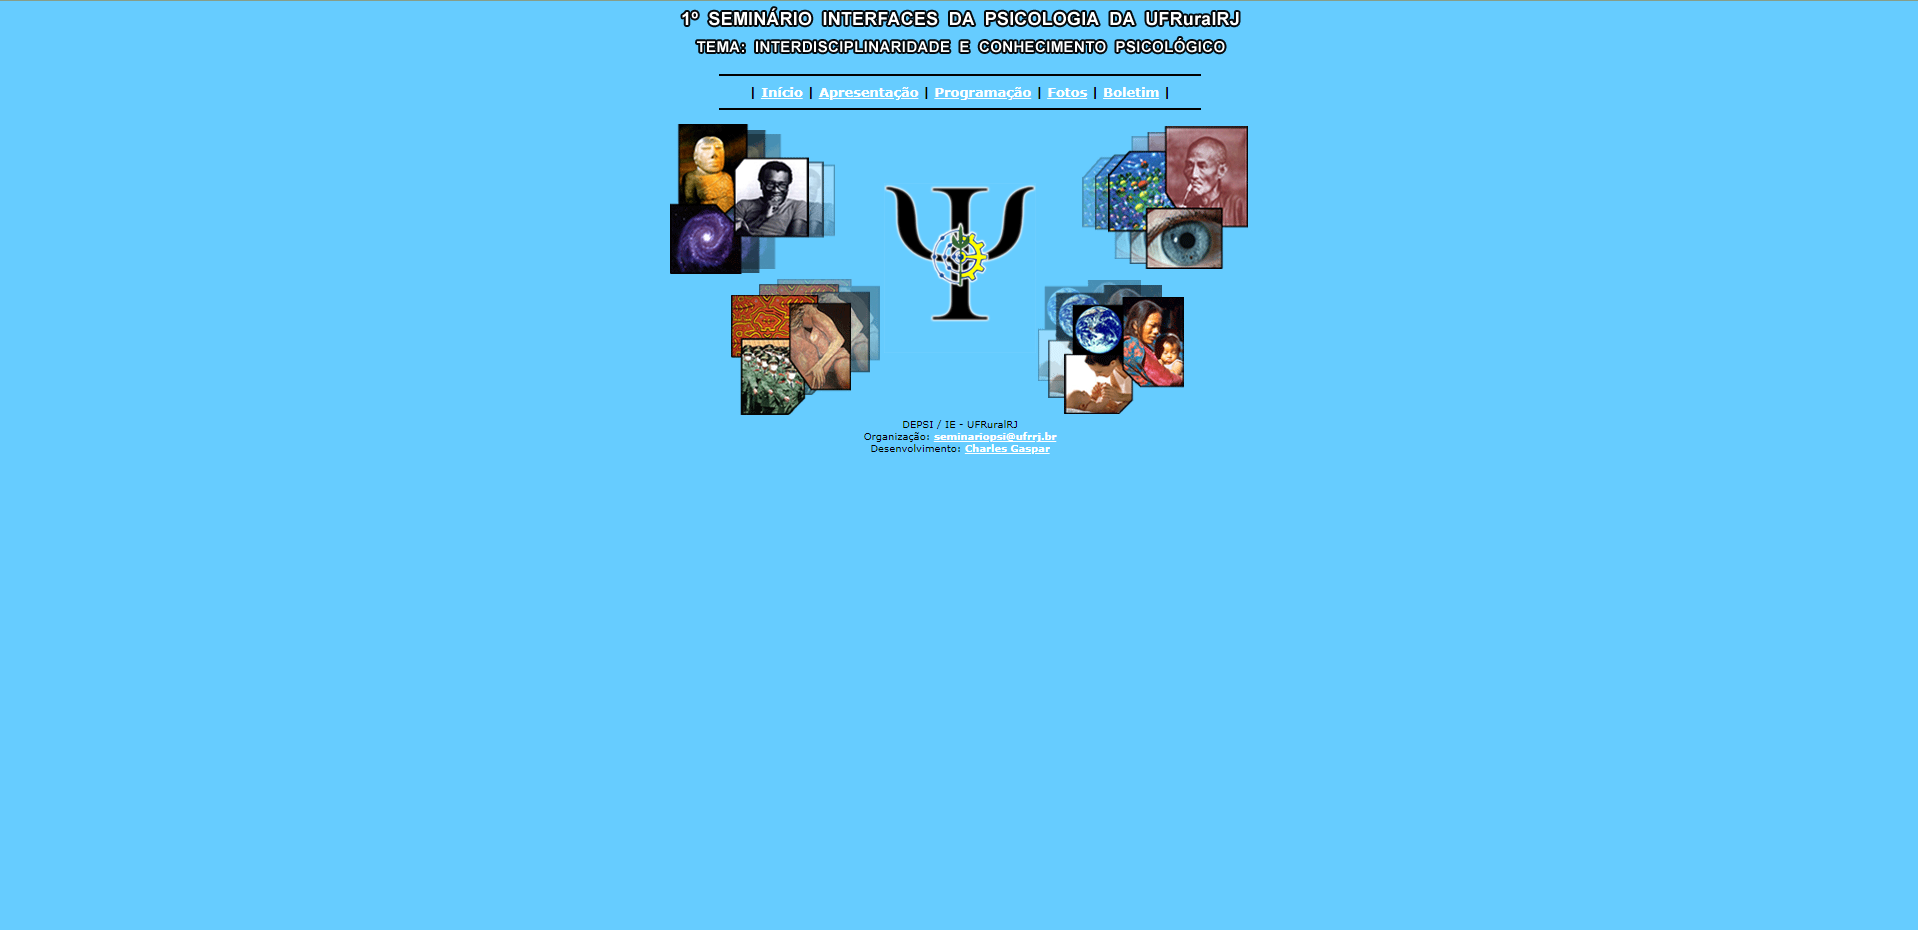 1º SEMINÁRIO INTERFACES DA PSICOLOGIA DA UFRuralRJ
TEMA: INTERDISCIPLINARIDADE E CONHECIMENTO PSICOLÓGICO
| Início | Apresentação | Programação | Fotos | Boletim |
DEPSI / IE - UFRuralRJ
Organização: seminariopsi@ufrrj.br
Desenvolvimento: Charles Gaspar